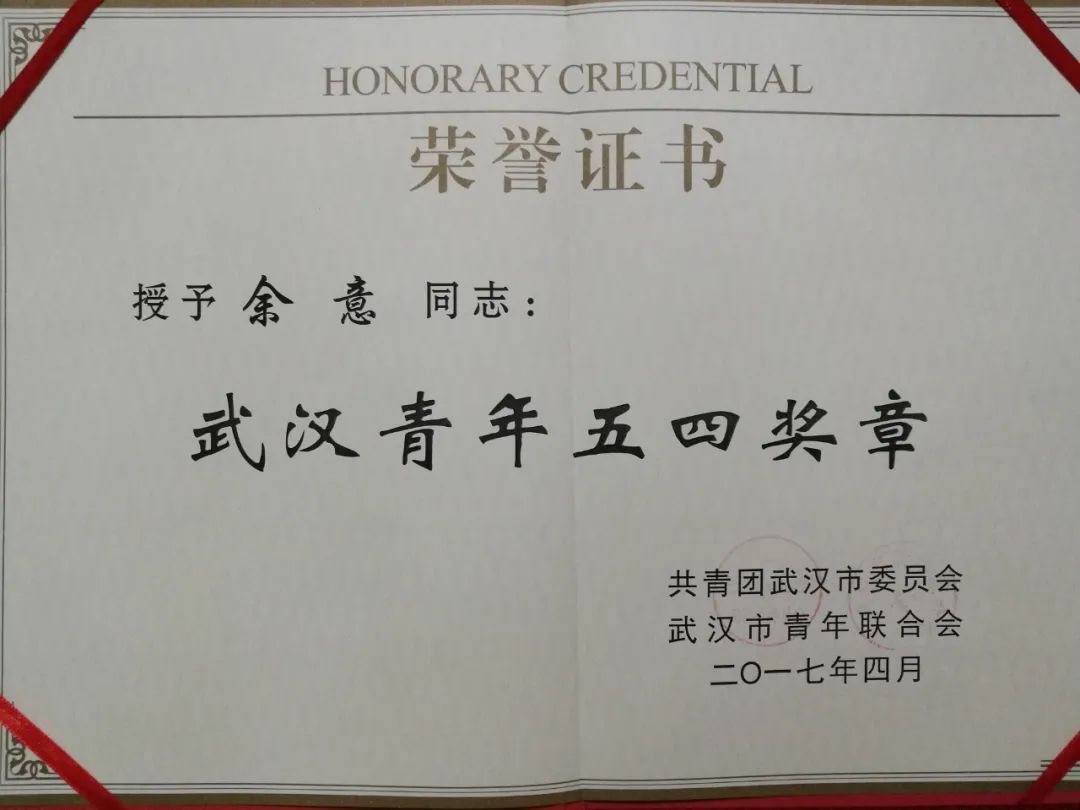 HONORARY CREDENTIAL
荣誉证书
授予 余 意 同志：
武汉青年五四奖章
共青团武汉市委员会
武汉市青年联合会
二〇一七年四月